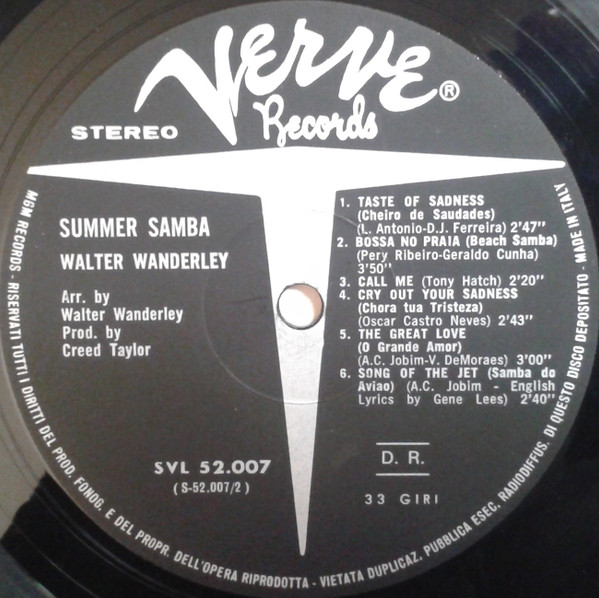 VERVE ®
Records
STEREO
SUMMER SAMBA
WALTER WANDERLEY
Arr. by
Walter Wanderley
Prod. by
Creed Taylor
SVL 52.007
(S-52.007/2)
1. TASTE OF SADNESS
(Cheiro de Saudades)
(L. Antonio-D.J. Ferreira) 2'47"
2. BOSSA NO PRAIA (Beach Samba)
(Pery Ribeiro-Geraldo Cunha)
3'50"
3. CALL ME (Tony Hatch) 2'20"
4. CRY OUT YOUR SADNESS
(Chora tua Tristeza)
(Oscar Castro Neves) 2'43"
5. THE GREAT LOVE
(O Grande Amor)
(A.C. Jobim-V. DeMoraes) 3'00"
6. SONG OF THE JET (Samba do
Aviao) (A.C. Jobim - English
Lyrics by Gene Lees) 2'40"
D. R.
33 GIRI
MGM RECORDS - RISERVATI TUTTI I DIRITTI DEL PROD. FONOG. E DEL PROPR. DELL'OPERA RIPRODOTTA - VIETATA DUPLICAZ. PUBBLICA ESEC. RADIODIFFUS. DI QUESTO DISCO DEPOSITATO - MADE IN ITALY